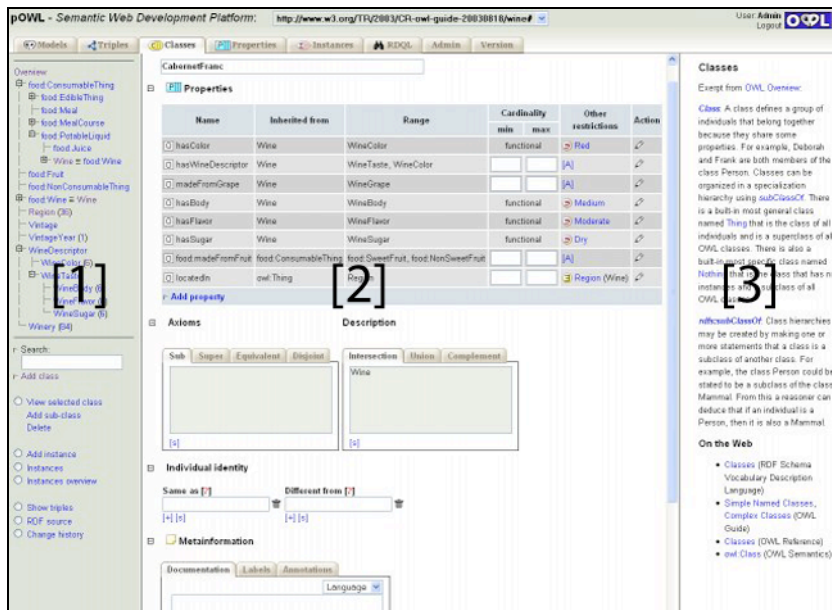 pOWL - Semantic Web Development Platform: http://www.w3.org/TR/2003/CR-owl-guide-20030818/wine# User: Admin
Logout OWL
Models Triples Classes Properties Instances RDQL Admin Version
Overview
food:ConsumableThing
food:EdibleThing
food:Meal
food:MealCourse
food:PotableLiquid
food:Juice
Wine ≡ food:Wine
food:Fruit
food:NonConsumableThing
food:Wine ≡ Wine
Region (36)
Vintage
VintageYear (1)
WineDescriptor
WineColor (6)
WineTaste
WineBody (6)
WineFlavor (6)
WineSugar (6)
Winery (94)
[1]
Search:
Add class
View selected class
Add sub-class
Delete
Add instance
Instances
Instances overview
Show triples
RDF source
Change history
CabernetFranc
Properties
Name Inherited from Range Cardinality Other restrictions Action
min max
hasColor Wine WineColor functional Red
hasWineDescriptor Wine WineTaste, WineColor [A]
madeFromGrape Wine WineGrape [A]
hasBody Wine WineBody functional Medium
hasFlavor Wine WineFlavor functional Moderate
hasSugar Wine WineSugar functional Dry
food:madeFromFruit food:ConsumableThing food:SweetFruit, food:NonSweetFruit [A]
locatedIn owl:Thing Region Region (Wine)
Add property
[2]
Axioms Description
Sub Super Equivalent Disjoint Intersection Union Complement
Wine
[s] [s]
Individual identity
Same as [?] Different from [?]
[+] [s] [+] [s]
Metainformation
Documentation Labels Annotations
Language
Classes
Exerpt from OWL Overview:
Class: A class defines a group of
individuals that belong together
because they share some
properties. For example, Deborah
and Frank are both members of the
class Person. Classes can be
organized in a specialization
hierarchy using subClassOf. There
is a built-in most general class
named Thing that is the class of all
individuals and is a superclass of all
OWL classes. There is also a
built-in most specific class named
Nothing that is the class that has no
instances and a subclass of all
OWL classes.
[3]
rdfs:subClassOf: Class hierarchies
may be created by making one or
more statements that a class is a
subclass of another class. For
example, the class Person could be
stated to be a subclass of the class
Mammal. From this a reasoner can
deduce that if an individual is a
Person, then it is also a Mammal.
On the Web
Classes (RDF Schema
Vocabulary Description
Language)
Simple Named Classes,
Complex Classes (OWL
Guide)
Classes (OWL Reference)
owl:Class (OWL Semantics)